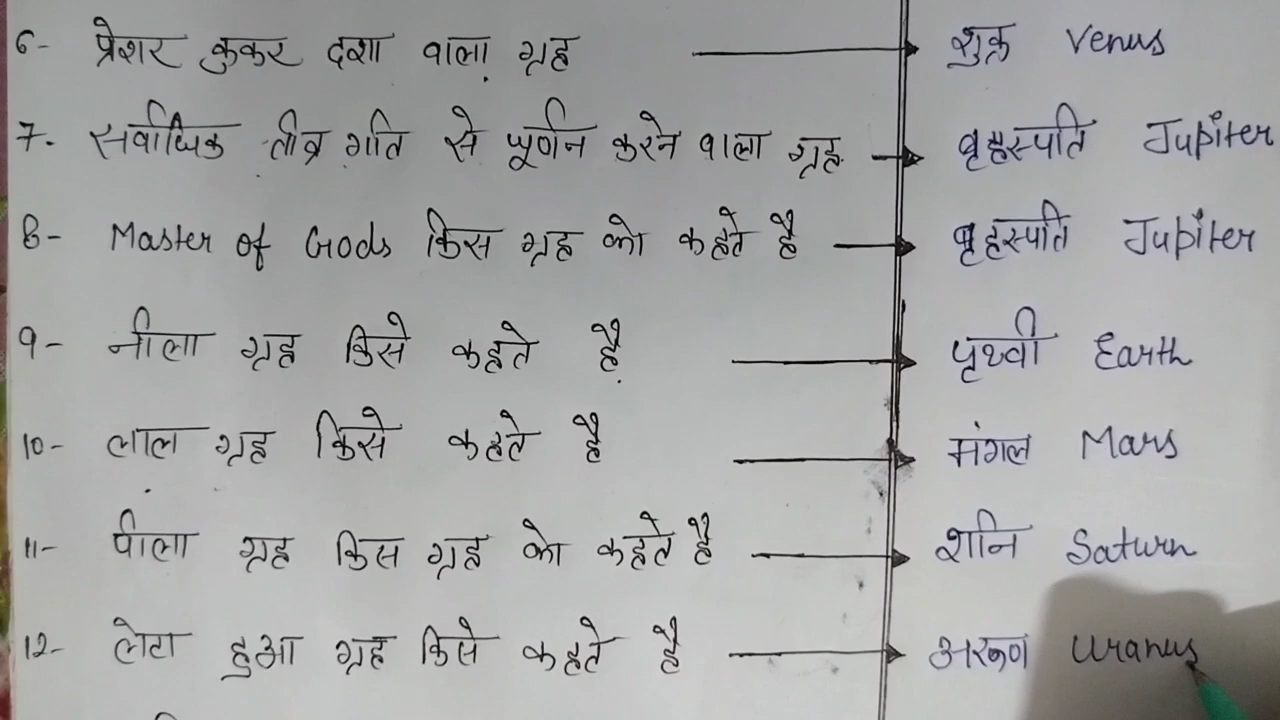 6- प्रेशर कुकर दशा वाला ग्रह → शुक्र Venus
7- सर्वाधिक तीव्र गति से घूर्णन करने वाला ग्रह → बृहस्पति Jupiter
8- Master of Gods किस ग्रह को कहते है → बृहस्पति Jupiter
9- नीला ग्रह किसे कहते है → पृथ्वी Earth
10- लाल ग्रह किसे कहते है → मंगल Mars
11- पीला ग्रह किस ग्रह को कहते है → शनि Saturn
12- लेटा हुआ ग्रह किसे कहते है → अरूण Uranus